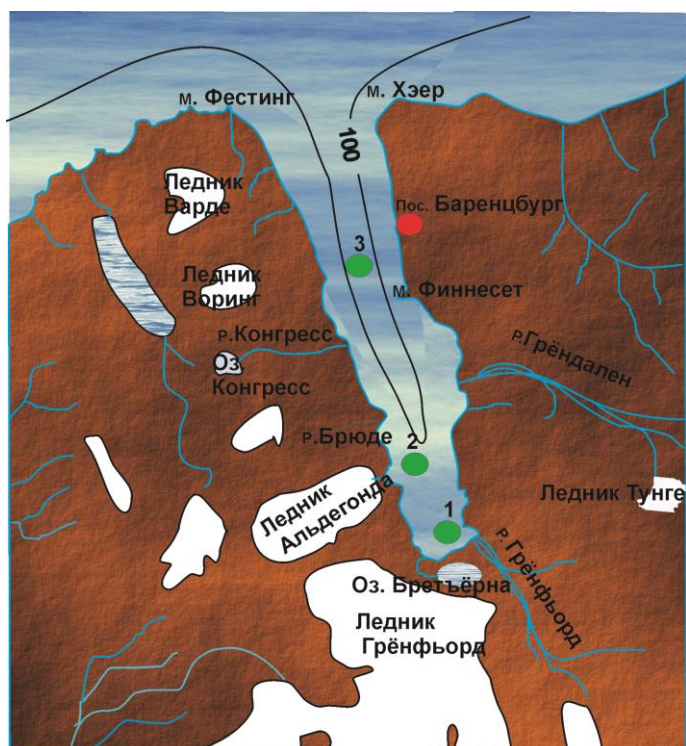 м. Фестинг
м. Хэер
100
Ледник
Варде
Пос. Баренцбург
3
Ледник
Воринг
м. Финнесет
р.Конгресс
Оз.
Конгресс
р.Грёндален
р.Брюде
2
Ледник
Альдегонда
Ледник Тунге
1
р. Грёнфьорд
Оз. Бретъёрна
Ледник
Грёнфьорд